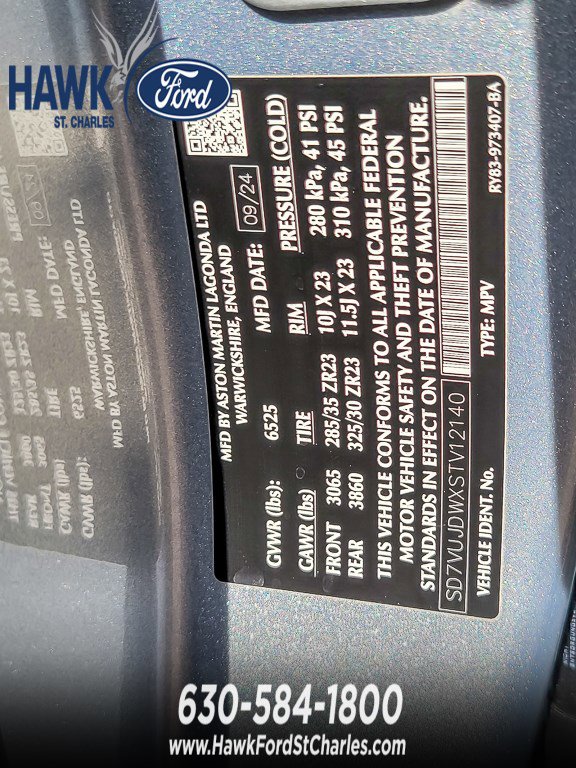 HAWK
Ford
ST. CHARLES
MFD BY ASTON MARTIN LAGONDA LTD
WARWICKSHIRE, ENGLAND
GVWR (lbs): 6525 MFD DATE: 09/24
GAWR (lbs) TIRE RIM PRESSURE (COLD)
FRONT 3065 285/35 ZR23 10J X 23 280 kPa, 41 PSI
REAR 3860 325/30 ZR23 11.5J X 23 310 kPa, 45 PSI
THIS VEHICLE CONFORMS TO ALL APPLICABLE FEDERAL
MOTOR VEHICLE SAFETY AND THEFT PREVENTION
STANDARDS IN EFFECT ON THE DATE OF MANUFACTURE.
SD7VUJDWXSTV12140
VEHICLE IDENT. No. TYPE: MPV RY83-973407-BA
630-584-1800
www.HawkFordStCharles.com